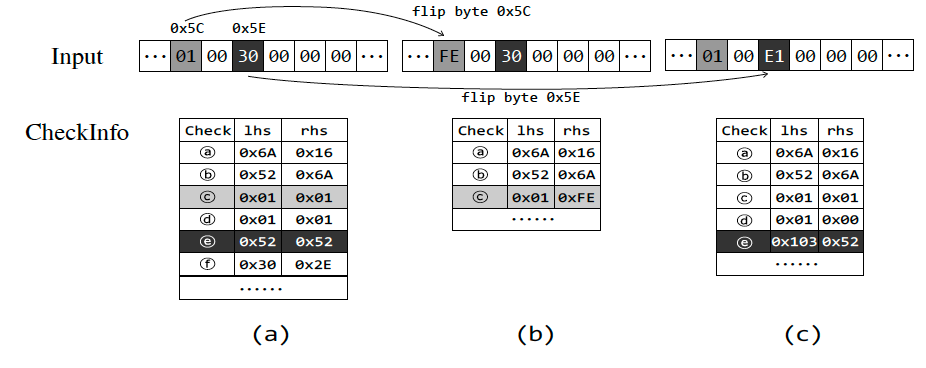 flip byte 0x5C
0x5C 0x5E
Input
··· 01 00 30 00 00 00 ···
··· FE 00 30 00 00 00 ···
··· 01 00 E1 00 00 00 ···
flip byte 0x5E
CheckInfo
Check lhs rhs
ⓐ 0x6A 0x16
ⓑ 0x52 0x6A
ⓒ 0x01 0x01
ⓓ 0x01 0x01
ⓔ 0x52 0x52
ⓕ 0x30 0x2E
······
(a)
Check lhs rhs
ⓐ 0x6A 0x16
ⓑ 0x52 0x6A
ⓒ 0x01 0xFE
······
(b)
Check lhs rhs
ⓐ 0x6A 0x16
ⓑ 0x52 0x6A
ⓒ 0x01 0x01
ⓓ 0x01 0x00
ⓔ 0x103 0x52
······
(c)